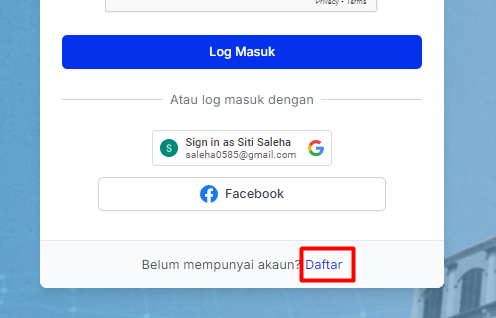 Privacy - Terms
Log Masuk
Atau log masuk dengan
S
Sign in as Siti Saleha
saleha0585@gmail.com
Facebook
Belum mempunyai akaun? Daftar